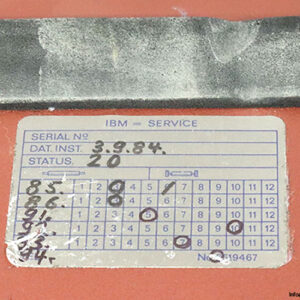 IBM - SERVICE
SERIAL Nº
DAT. INST. 3.9.84.
STATUS. 20
85. 1 2 3 4 5 6 7 8 9 10 11 12
86. 1 2 3 4 5 6 7 8 9 10 11 12
1 2 3 4 5 6 7 8 9 10 11 12
1 2 3 4 5 6 7 8 9 10 11 12
93. 1 2 3 4 5 6 7 8 9 10 11 12
94.
19467